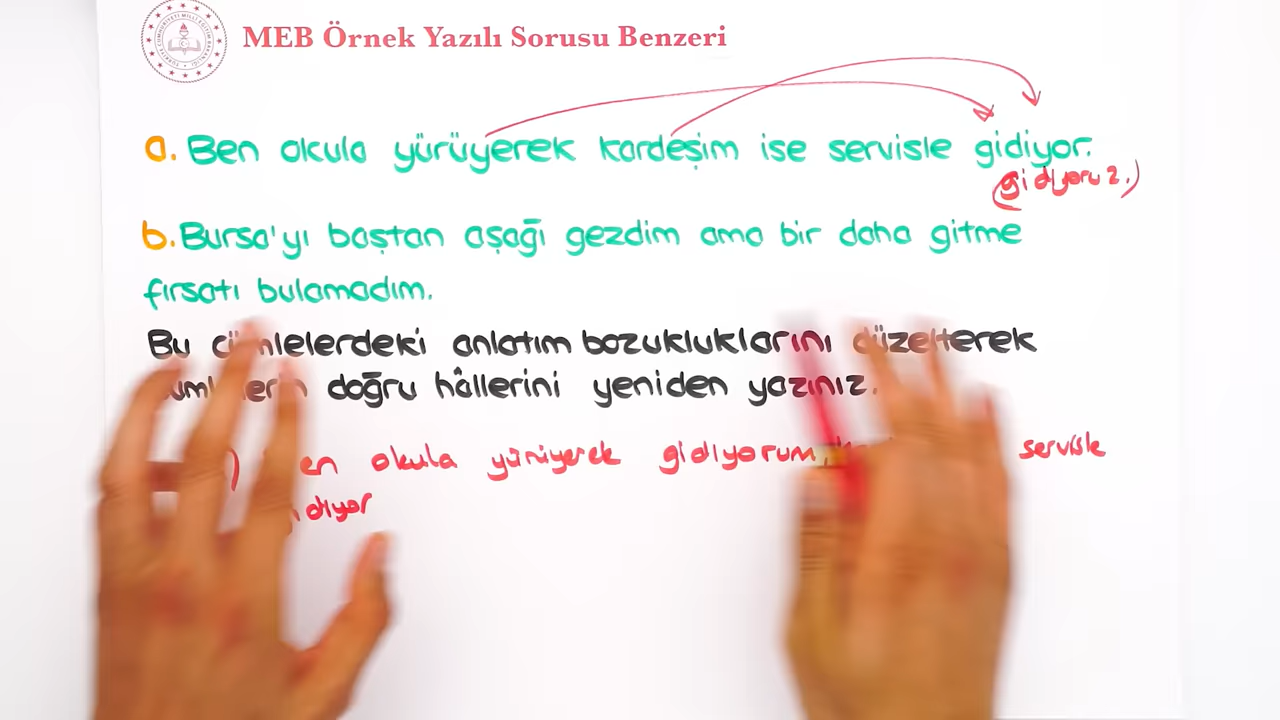 MEB Örnek Yazılı Sorusu Benzeri
a. Ben okula yürüyerek kardeşim ise servisle gidiyor.
(gidiyoruz.)
b. Bursa'yı baştan aşağı gezdim ama bir daha gitme
fırsatı bulamadım.
Bu cümlelerdeki anlatım bozukluklarını düzelterek
doğru hâllerini yeniden yazınız.
okula yürüyerek gidiyorum, servisle